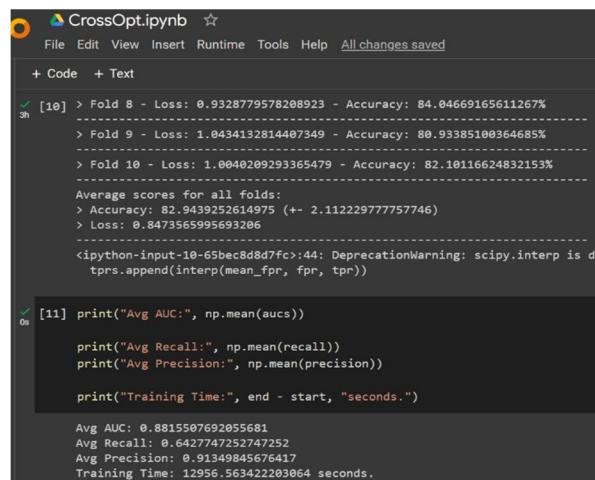 CrossOpt.ipynb
File Edit View Insert Runtime Tools Help All changes saved
+ Code + Text
[10] > Fold 8 - Loss: 0.9328779578208923 - Accuracy: 84.04669165611267%
3h
------------------------------------------------------------------------
> Fold 9 - Loss: 1.0434132814407349 - Accuracy: 80.93385100364685%
------------------------------------------------------------------------
> Fold 10 - Loss: 1.0040209293365479 - Accuracy: 82.10116624832153%
------------------------------------------------------------------------
Average scores for all folds:
> Accuracy: 82.9439252614975 (+- 2.112229777757746)
> Loss: 0.8473565995693206
------------------------------------------------------------------------
<ipython-input-10-65bec8d8d7fc>:44: DeprecationWarning: scipy.interp is d
tprs.append(interp(mean_fpr, fpr, tpr))
[11] print("Avg AUC:", np.mean(aucs))
0s
print("Avg Recall:", np.mean(recall))
print("Avg Precision:", np.mean(precision))
print("Training Time:", end - start, "seconds.")
Avg AUC: 0.8815507692055681
Avg Recall: 0.6427747252747252
Avg Precision: 0.91349845676417
Training Time: 12956.563422203064 seconds.